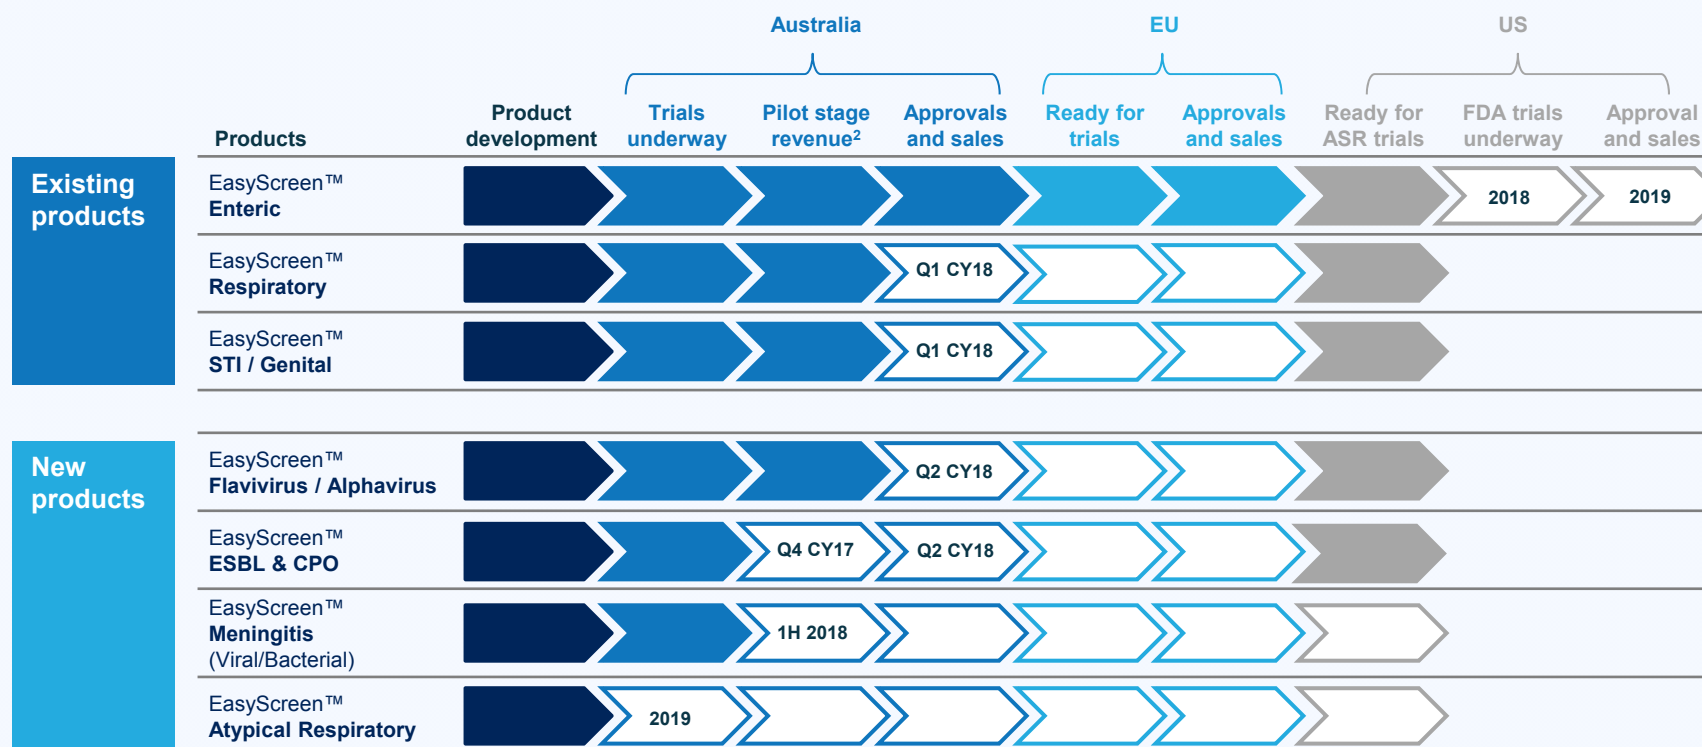 Australia
EU
US
Products
Product
development
Trials
underway
Pilot stage
revenue²
Approvals
and sales
Ready for
trials
Approvals
and sales
Ready for
ASR trials
FDA trials
underway
Approval
and sales
Existing
products
EasyScreen™
Enteric
2018
2019
EasyScreen™
Respiratory
Q1 CY18
EasyScreen™
STI / Genital
Q1 CY18
New
products
EasyScreen™
Flavivirus / Alphavirus
Q2 CY18
EasyScreen™
ESBL & CPO
Q4 CY17
Q2 CY18
EasyScreen™
Meningitis
(Viral/Bacterial)
1H 2018
EasyScreen™
Atypical Respiratory
2019